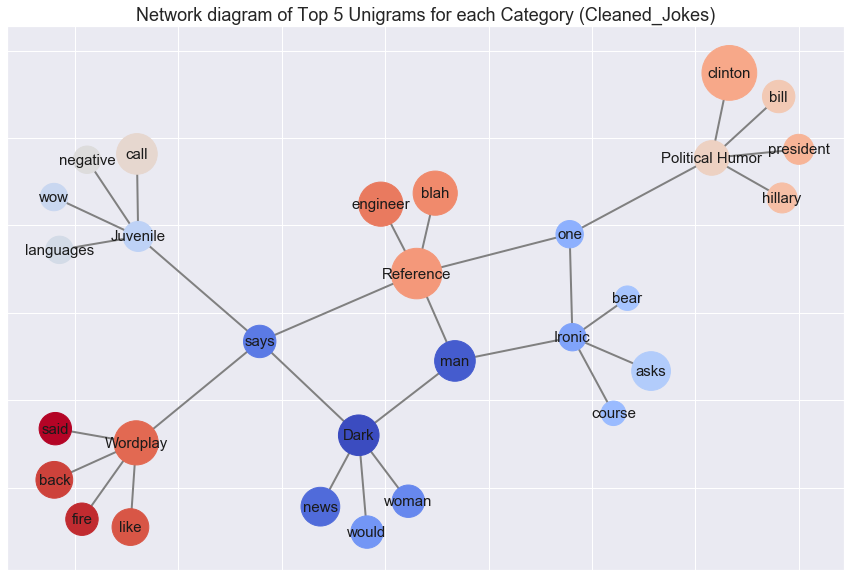 Network diagram of Top 5 Unigrams for each Category (Cleaned_Jokes)
clinton
bill
president
Political Humor
hillary
negative
call
wow
Juvenile
languages
engineer
blah
Reference
one
bear
Ironic
asks
course
says
man
said
Wordplay
back
fire
like
Dark
news
would
woman